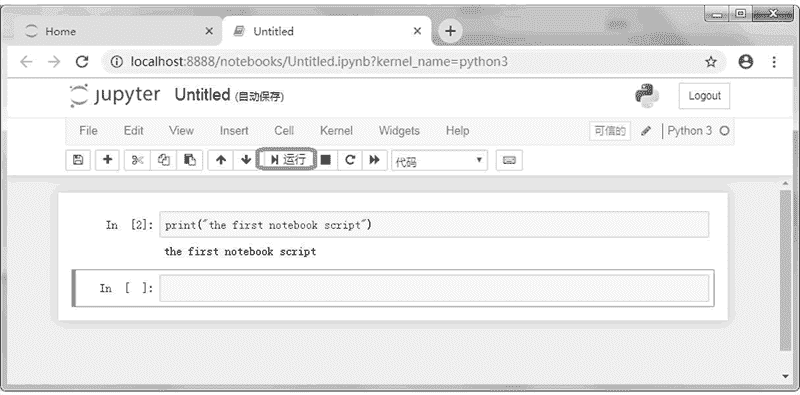 Home
Untitled
localhost:8888/notebooks/Untitled.ipynb?kernel_name=python3
jupyter Untitled (自动保存)
Logout
File Edit View Insert Cell Kernel Widgets Help
可信的 Python 3
运行 代码
In [2]: print("the first notebook script")
the first notebook script
In [ ]: